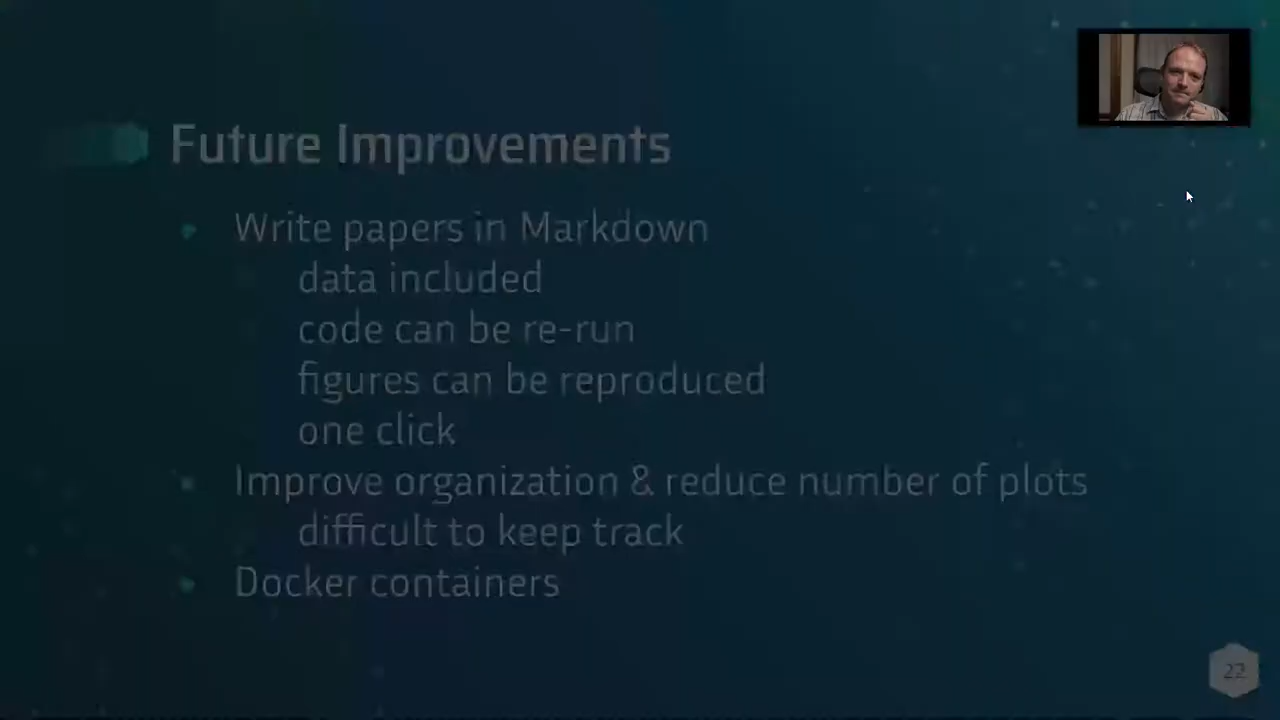 Future Improvements
Write papers in Markdown
data included
code can be re-run
figures can be reproduced
one click
Improve organization & reduce number of plots
difficult to keep track
Docker containers
22